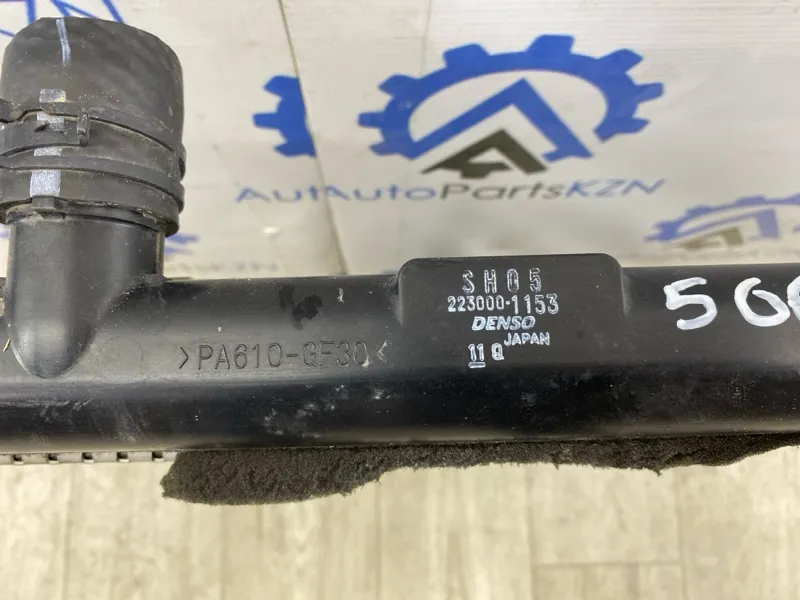 AutAutoPartsKZN
SH05
223000-1153
DENSO
JAPAN
11 Q
>PA610-GF30<